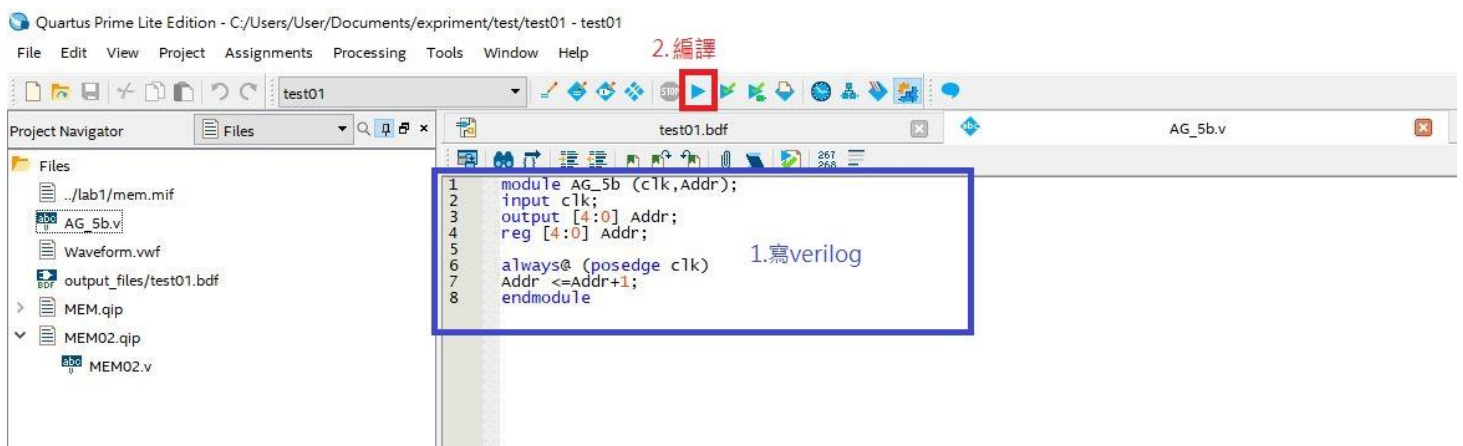 Quartus Prime Lite Edition - C:/Users/User/Documents/expriment/test/test01 - test01
File Edit View Project Assignments Processing Tools Window Help
2.編譯
test01
STOP
Project Navigator
Files
test01.bdf
AG_5b.v
Files
../lab1/mem.mif
AG_5b.v
Waveform.vwf
output_files/test01.bdf
MEM.qip
MEM02.qip
MEM02.v
267
268
1 module AG_5b (clk,Addr);
2 input clk;
3 output [4:0] Addr;
4 reg [4:0] Addr;
5
6 always@ (posedge clk)
7 Addr <=Addr+1;
8 endmodule
1.寫verilog